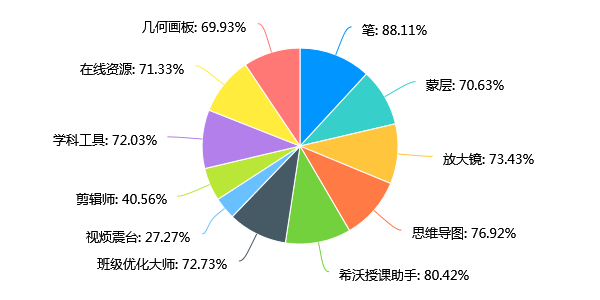 笔: 88.11%
蒙层: 70.63%
放大镜: 73.43%
思维导图: 76.92%
希沃授课助手: 80.42%
班级优化大师: 72.73%
视频震台: 27.27%
剪辑师: 40.56%
学科工具: 72.03%
在线资源: 71.33%
几何画板: 69.93%